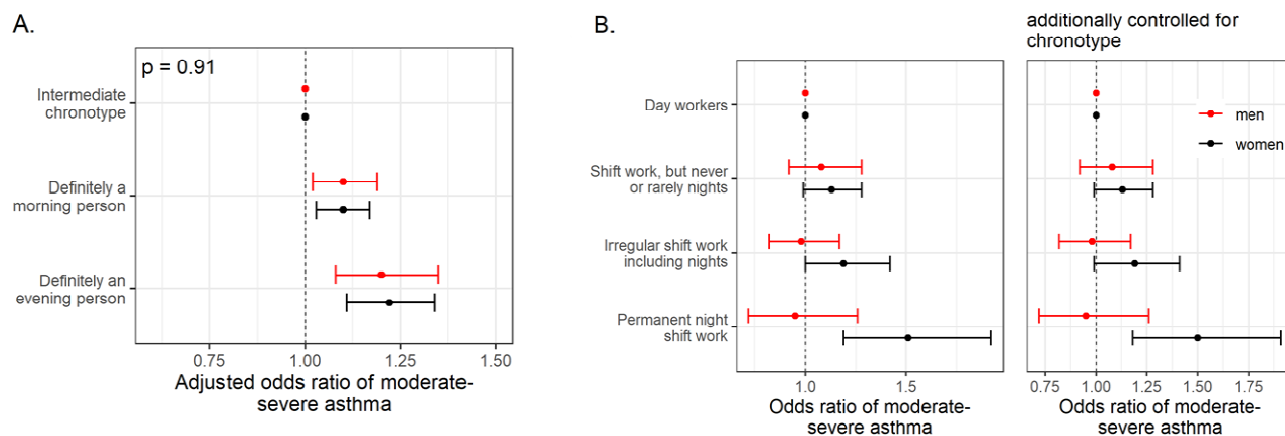 A.
p = 0.91
Intermediate
chronotype
Definitely a
morning person
Definitely an
evening person
0.75
1.00
1.25
1.50
Adjusted odds ratio of moderate-
severe asthma
B.
Day workers
Shift work, but never
or rarely nights
Irregular shift work
including nights
Permanent night
shift work
1.0
1.5
Odds ratio of moderate-
severe asthma
additionally controlled for
chronotype
men
women
0.75
1.00
1.25
1.50
1.75
Odds ratio of moderate-
severe asthma